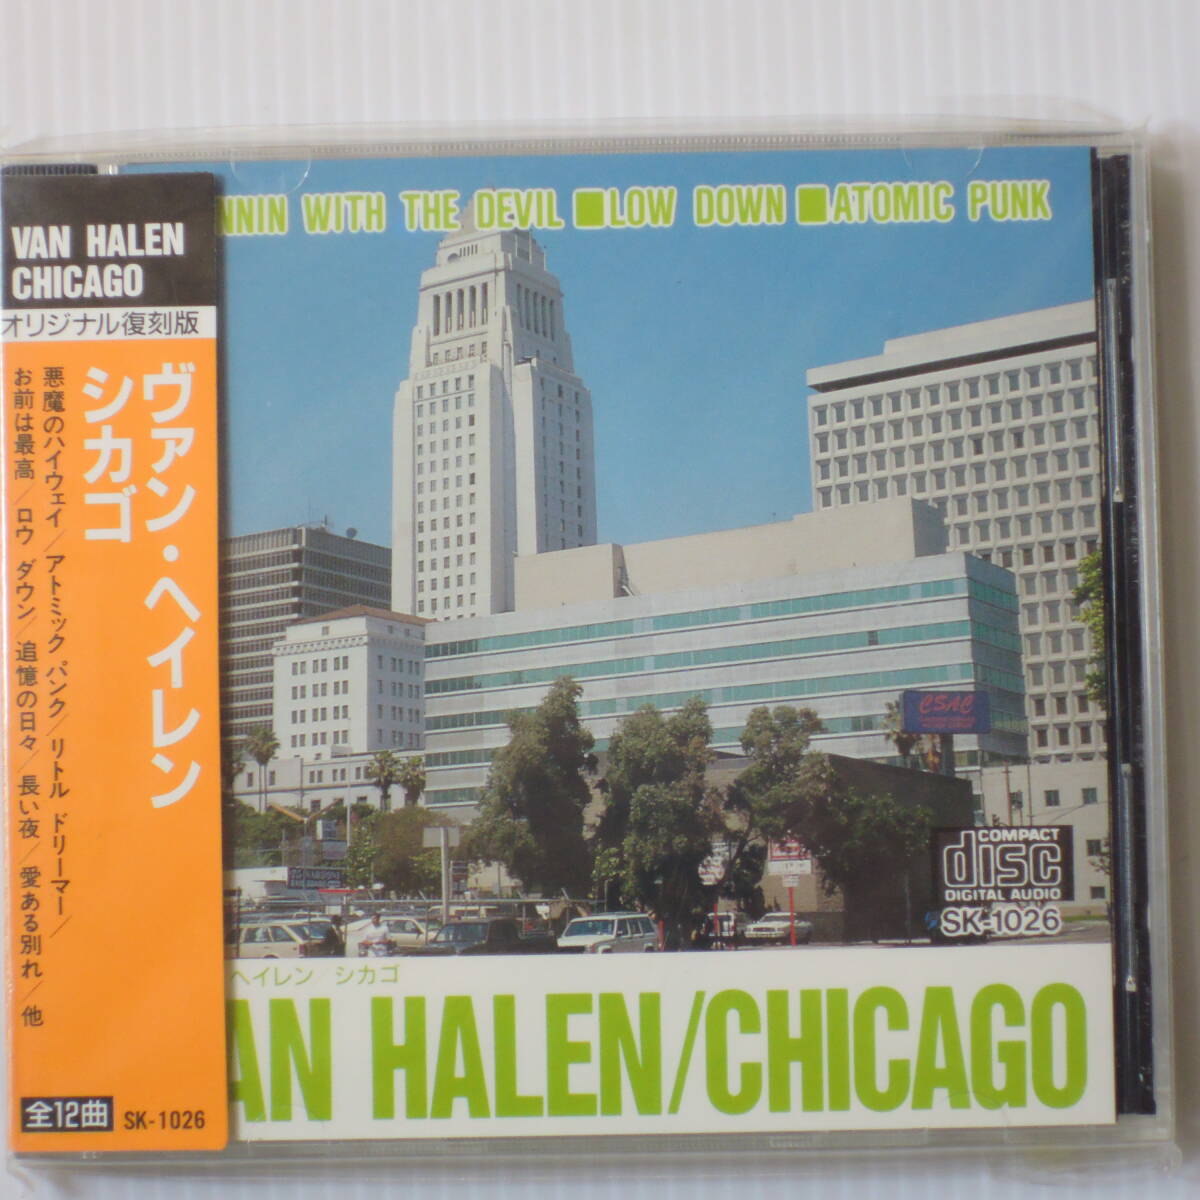 VAN HALEN
CHICAGO
オリジナル復刻版
ヴァン・ヘイレン
シカゴ
悪魔のハイウェイ/アトミック パンク/リトル ドリーマー/
お前は最高/ロウ ダウン/追憶の日々/長い夜/愛ある別れ/他
全12曲 SK-1026
NNIN WITH THE DEVIL ■LOW DOWN ■ATOMIC PUNK
CSAC
COMPACT
disc
DIGITAL AUDIO
SK-1026
ヘイレン/シカゴ
AN HALEN/CHICAGO